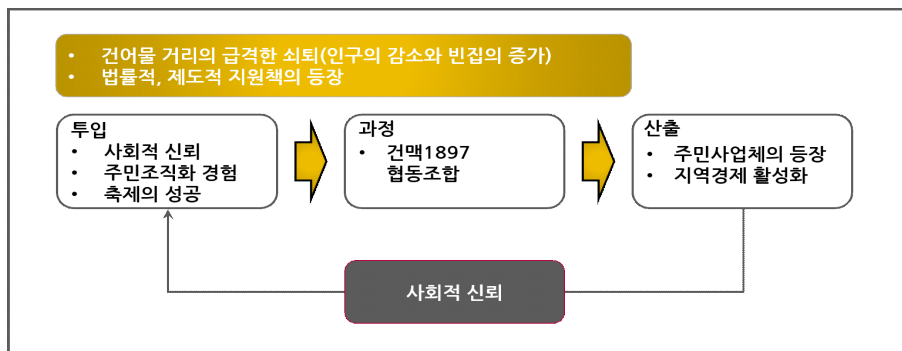 • 건어물 거리의 급격한 쇠퇴(인구의 감소와 빈집의 증가)
• 법률적, 제도적 지원책의 등장
투입
• 사회적 신뢰
• 주민조직화 경험
• 축제의 성공
과정
• 건맥1897
협동조합
산출
• 주민사업체의 등장
• 지역경제 활성화
사회적 신뢰